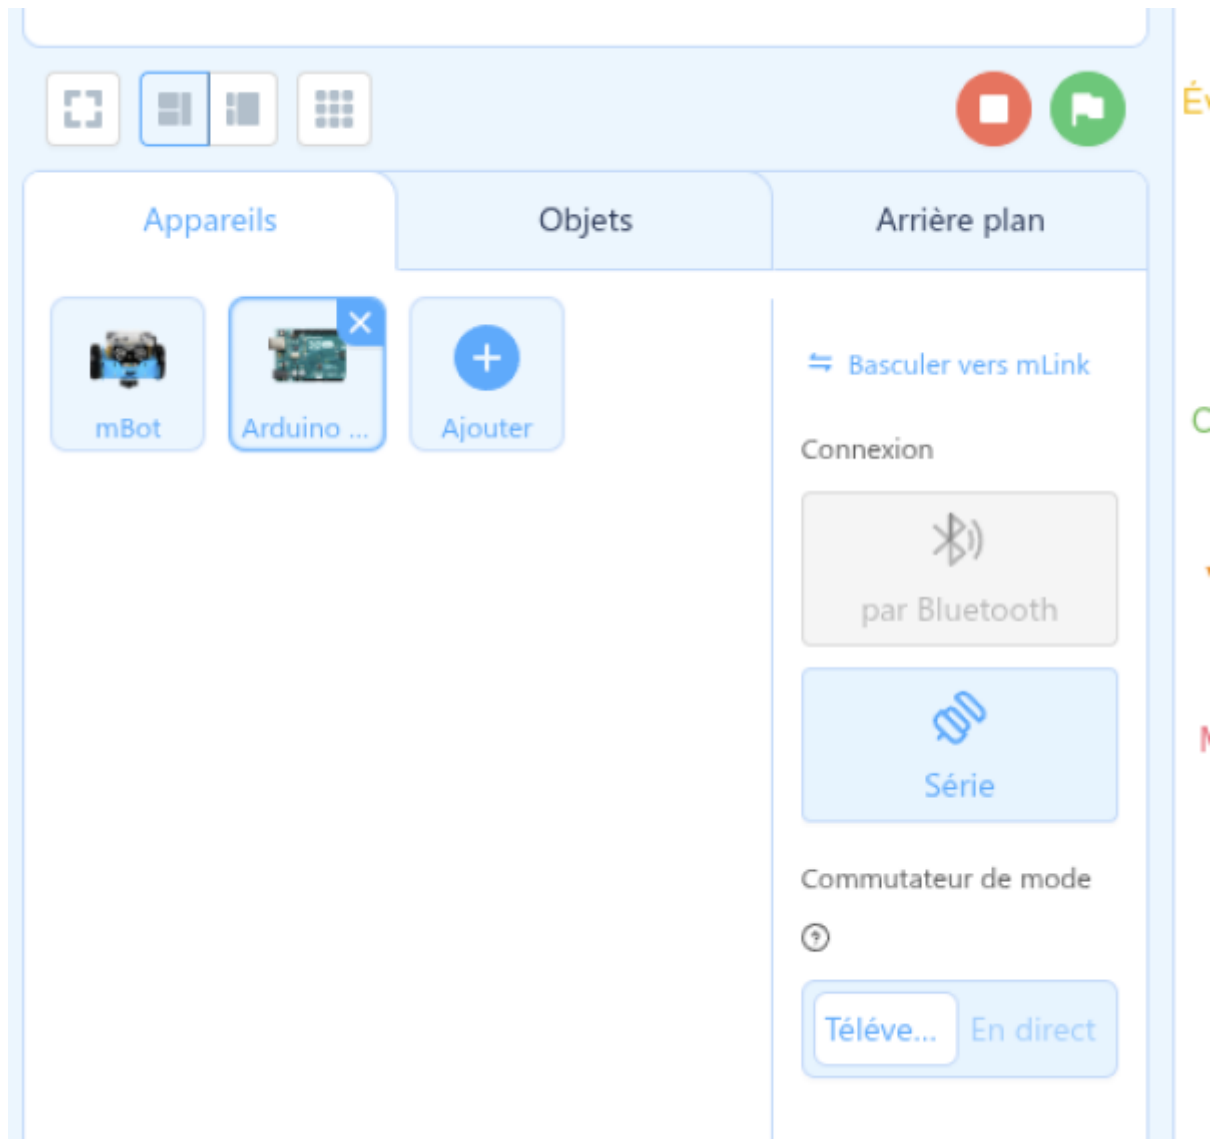 Appareils
Objets
Arrière plan
mBot
Arduino ...
Ajouter
Basculer vers mLink
Connexion
par Bluetooth
Série
Commutateur de mode
Téléve...
En direct